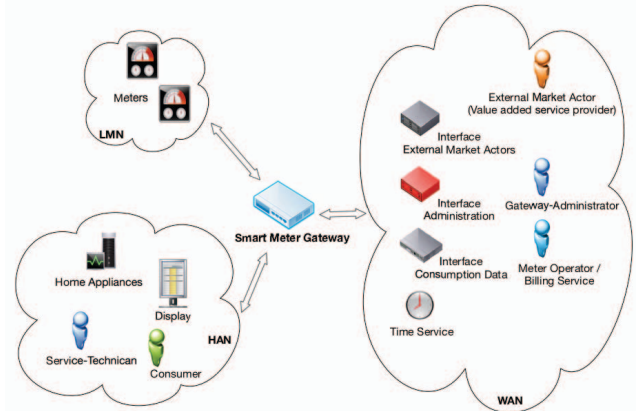 Meters
LMN
External Market Actor
(Value added service provider)
Interface
External Market Actors
Interface
Administration
Gateway-Administrator
Smart Meter Gateway
Interface
Consumption Data
Meter Operator /
Billing Service
Home Appliances
Display
Time Service
HAN
Service-Technican
Consumer
WAN